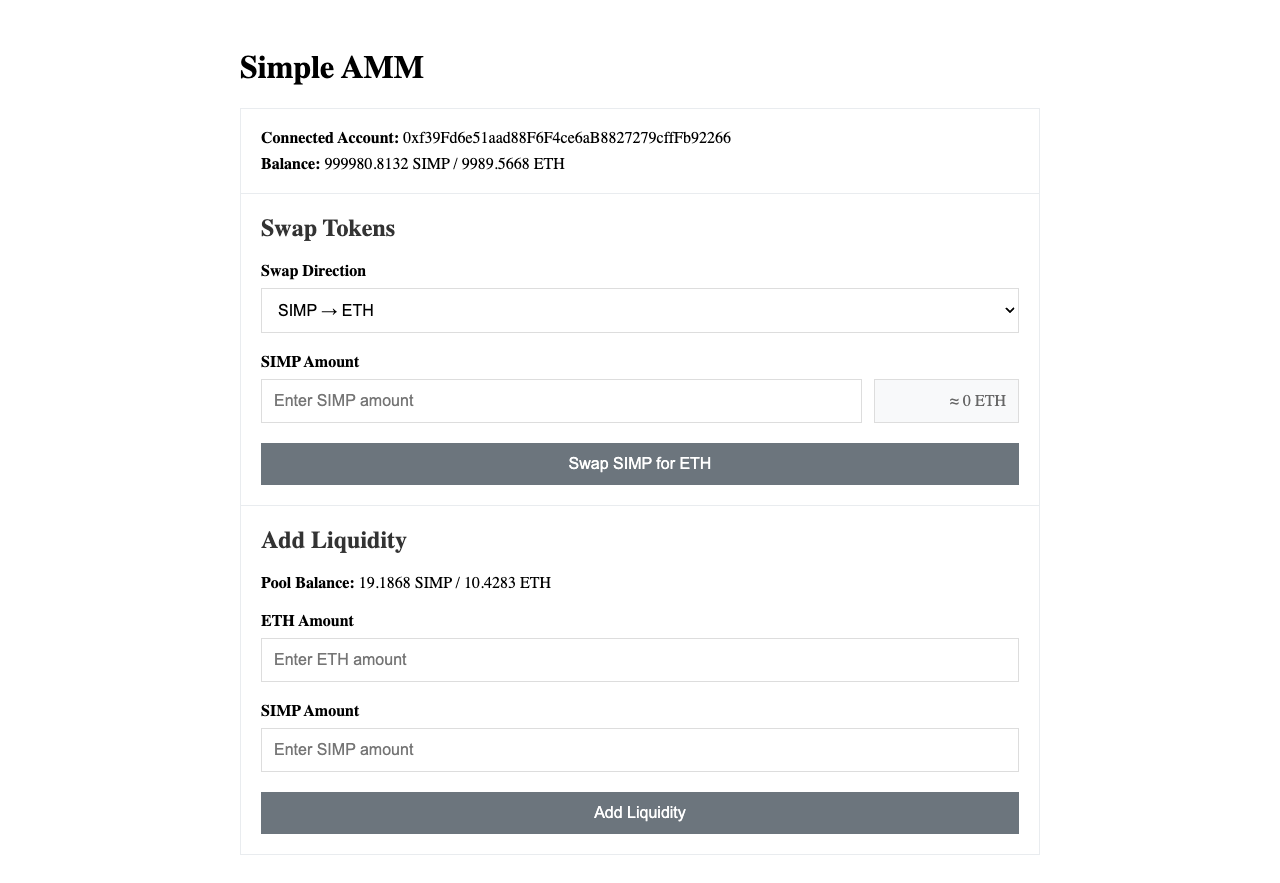 Simple AMM
Connected Account: 0xf39Fd6e51aad88F6F4ce6aB8827279cffFb92266
Balance: 999980.8132 SIMP / 9989.5668 ETH
Swap Tokens
Swap Direction
SIMP → ETH
SIMP Amount
Enter SIMP amount
≈ 0 ETH
Swap SIMP for ETH
Add Liquidity
Pool Balance: 19.1868 SIMP / 10.4283 ETH
ETH Amount
Enter ETH amount
SIMP Amount
Enter SIMP amount
Add Liquidity